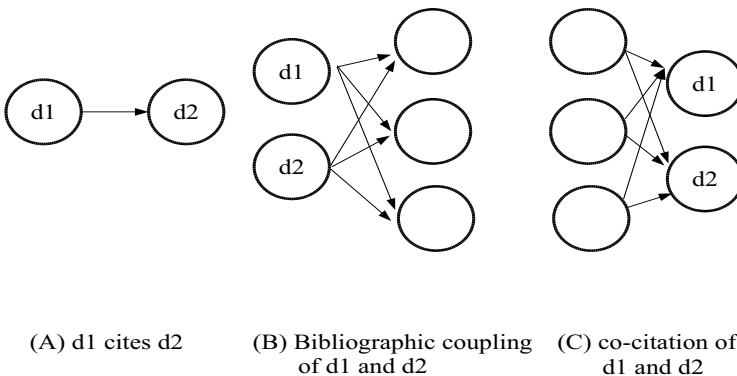 d1
d2
d1
d2
d1
d2
(A) d1 cites d2
(B) Bibliographic coupling
of d1 and d2
(C) co-citation of
d1 and d2